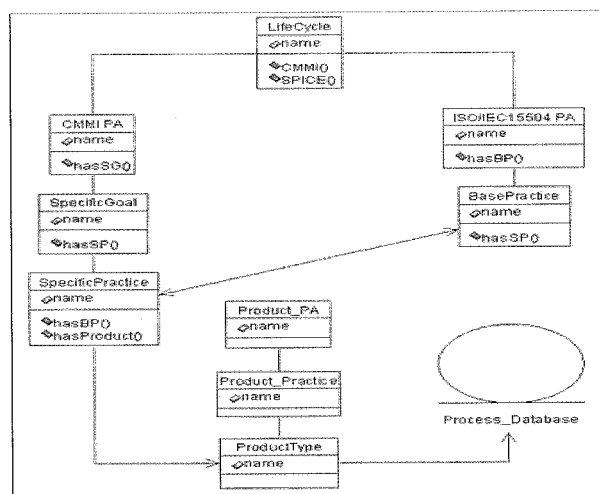 LifeCycle
name
CMMI()
SPICE()
CMMI PA
name
hasSG()
ISO/IEC15504 PA
name
hasBP()
SpecificGoal
name
hasSP()
BasePractice
name
hasSP()
SpecificPractice
name
hasBP()
hasProduct()
Product_PA
name
Product_Practice
name
Process_Database
ProductType
name